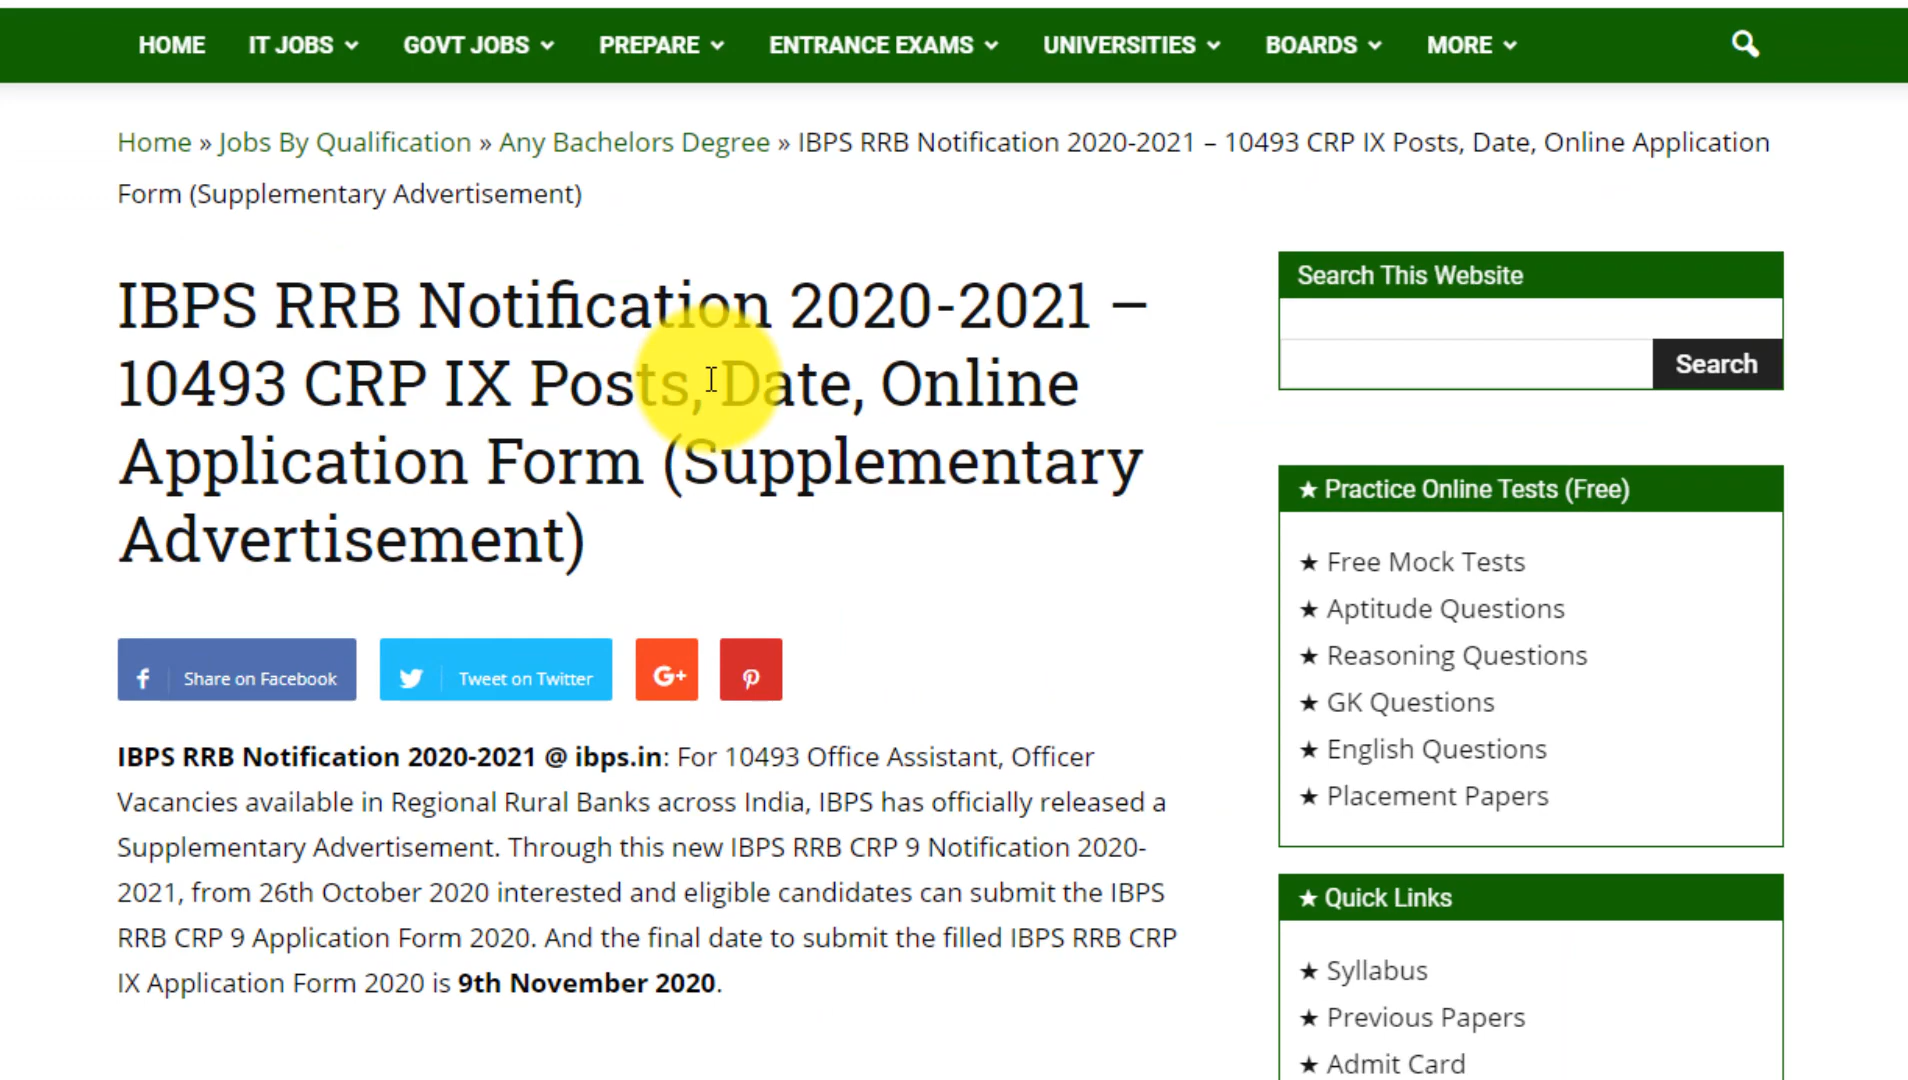 HOME IT JOBS GOVT JOBS PREPARE ENTRANCE EXAMS UNIVERSITIES BOARDS MORE
Home » Jobs By Qualification » Any Bachelors Degree » IBPS RRB Notification 2020-2021 – 10493 CRP IX Posts, Date, Online Application
Form (Supplementary Advertisement)
IBPS RRB Notification 2020-2021 –
10493 CRP IX Posts, Date, Online
Application Form (Supplementary
Advertisement)
Share on Facebook
Tweet on Twitter
G+
IBPS RRB Notification 2020-2021 @ ibps.in: For 10493 Office Assistant, Officer
Vacancies available in Regional Rural Banks across India, IBPS has officially released a
Supplementary Advertisement. Through this new IBPS RRB CRP 9 Notification 2020-
2021, from 26th October 2020 interested and eligible candidates can submit the IBPS
RRB CRP 9 Application Form 2020. And the final date to submit the filled IBPS RRB CRP
IX Application Form 2020 is 9th November 2020.
Search This Website
Search
★ Practice Online Tests (Free)
★ Free Mock Tests
★ Aptitude Questions
★ Reasoning Questions
★ GK Questions
★ English Questions
★ Placement Papers
★ Quick Links
★ Syllabus
★ Previous Papers
★ Admit Card